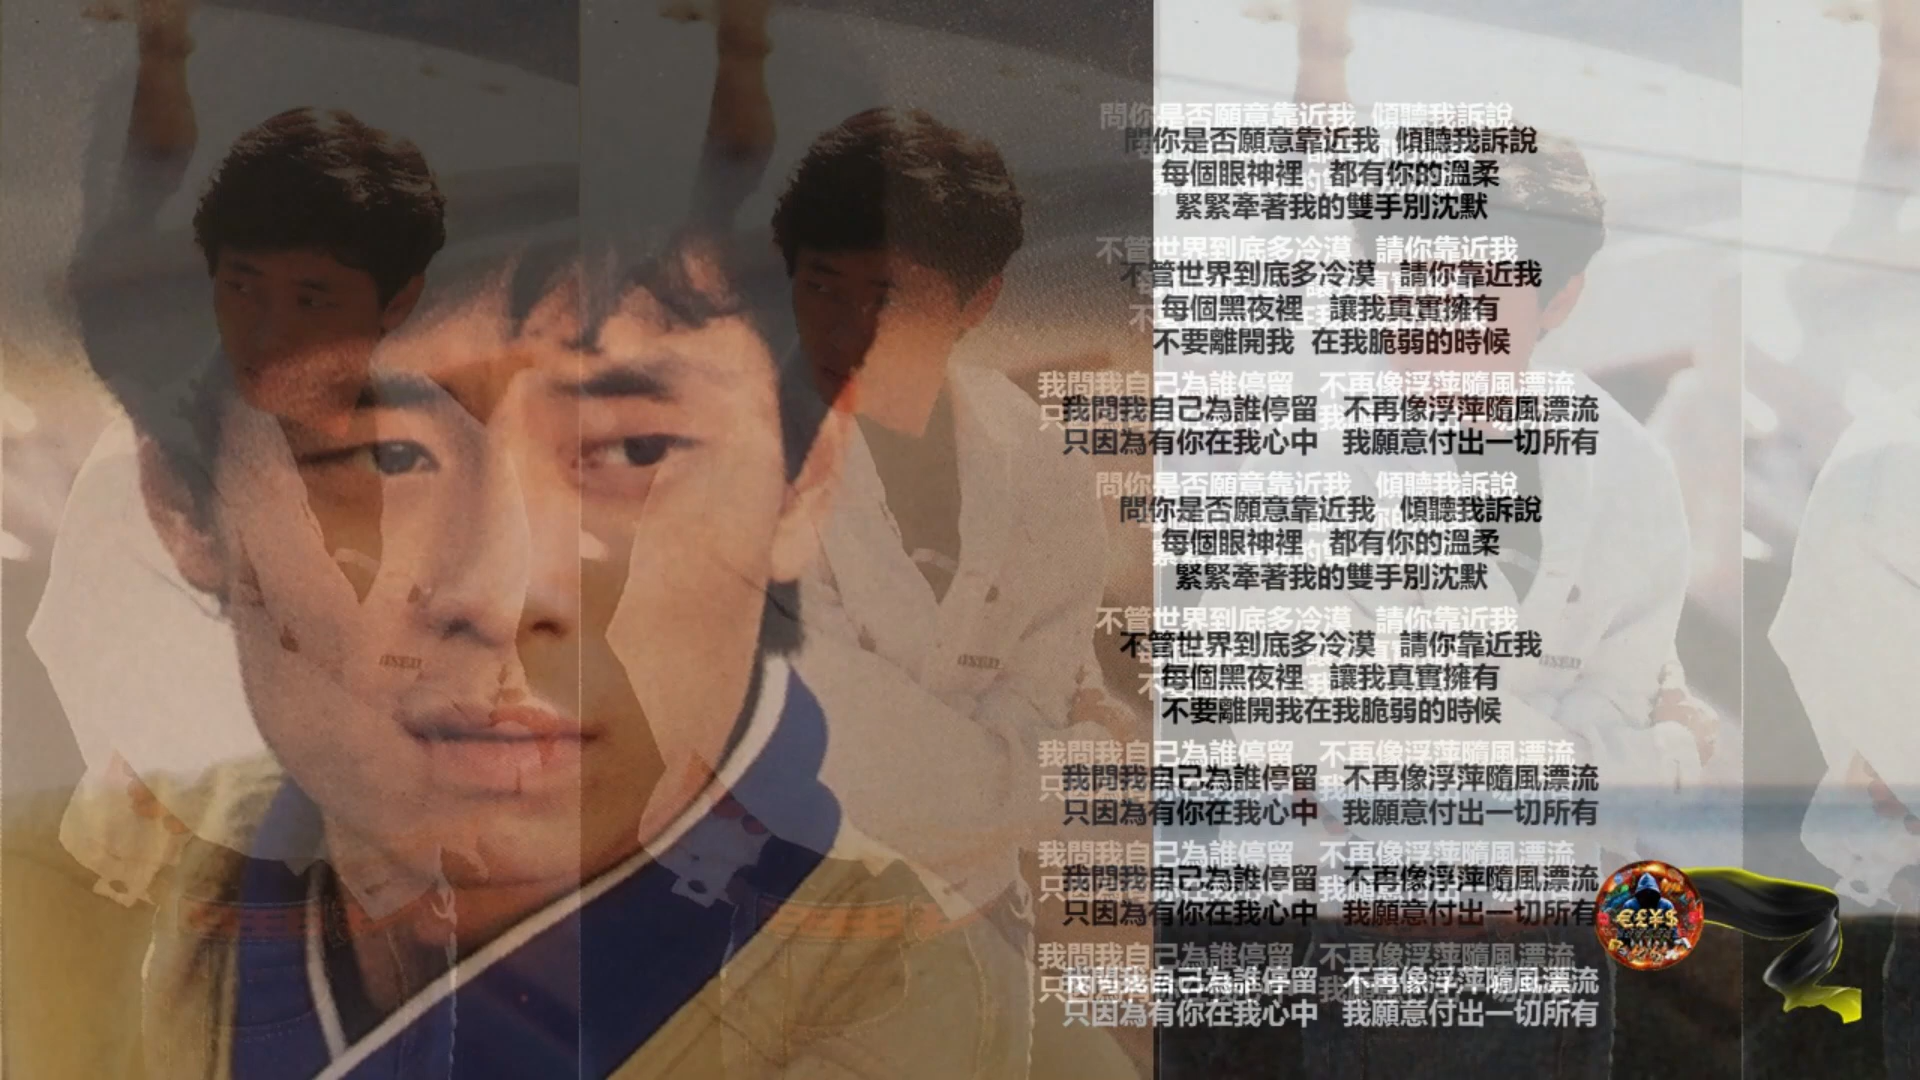 問你是否願意靠近我 傾聽我訴說
每個眼神裡 都有你的溫柔
緊緊牽著我的雙手別沈默
不管世界到底多冷漠 請你靠近我
每個黑夜裡 讓我真實擁有
不要離開我 在我脆弱的時候
我問我自己為誰停留 不再像浮萍隨風漂流
只因為有你在我心中 我願意付出一切所有
問你是否願意靠近我 傾聽我訴說
每個眼神裡 都有你的溫柔
緊緊牽著我的雙手別沈默
不管世界到底多冷漠 請你靠近我
每個黑夜裡 讓我真實擁有
不要離開我在我脆弱的時候
我問我自己為誰停留 不再像浮萍隨風漂流
只因為有你在我心中 我願意付出一切所有
我問我自己為誰停留 不再像浮萍隨風漂流
只因為有你在我心中 我願意付出一切所有
我問我自己為誰停留 不再像浮萍隨風漂流
只因為有你在我心中 我願意付出一切所有
€£¥$